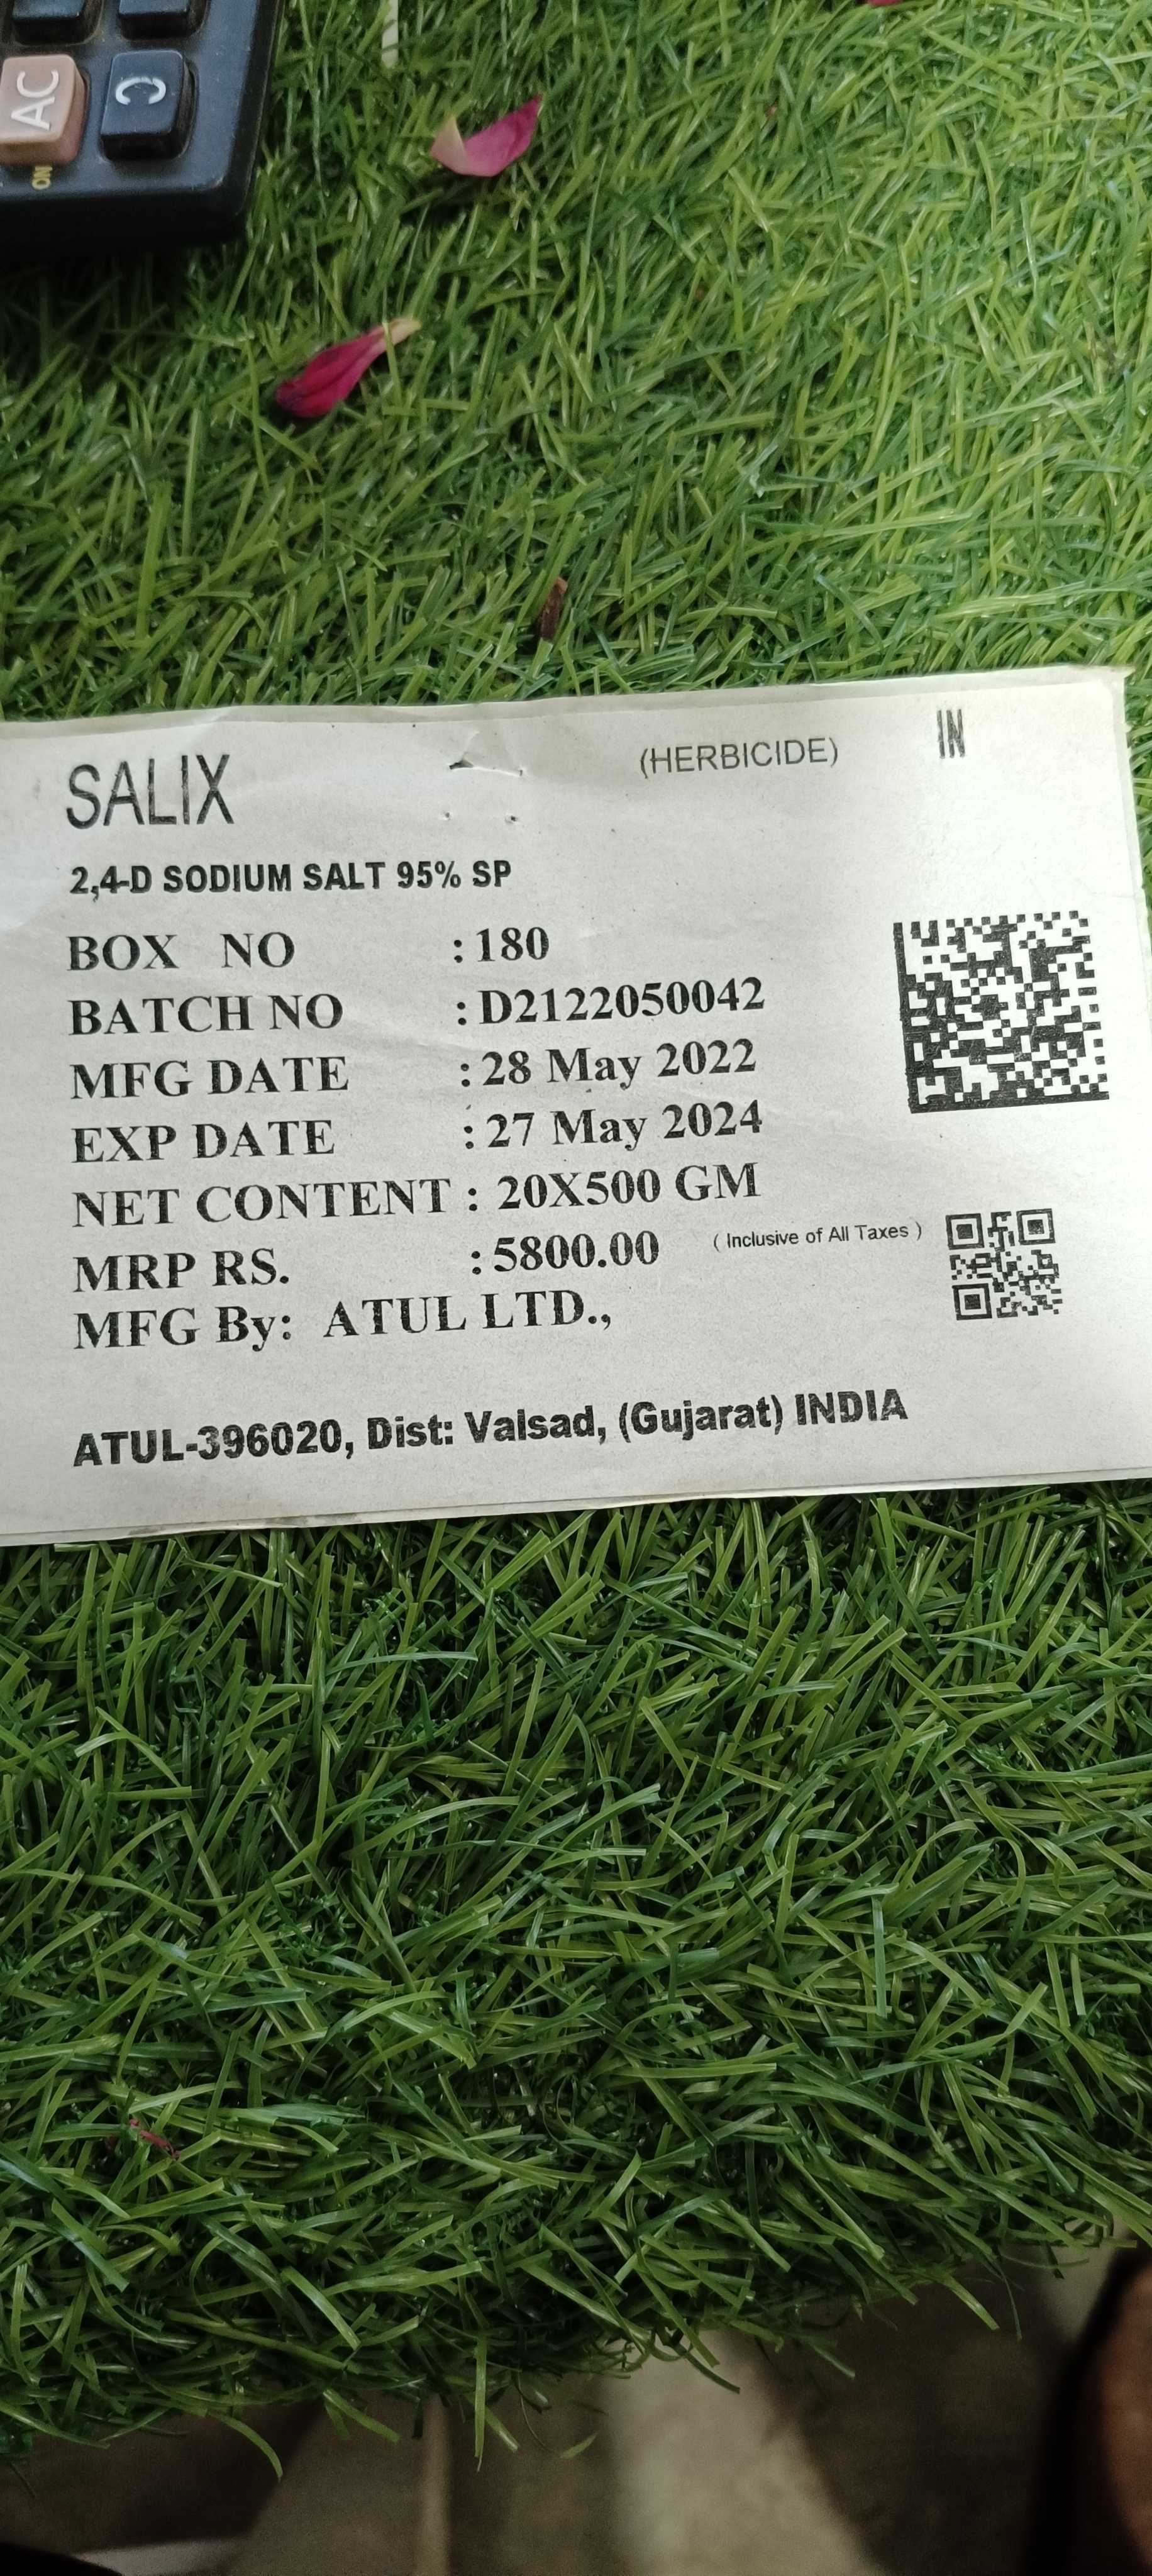 AC
C
ON
SALIX (HERBICIDE) IN
2,4-D SODIUM SALT 95% SP
BOX NO : 180
BATCH NO : D2122050042
MFG DATE : 28 May 2022
EXP DATE : 27 May 2024
NET CONTENT : 20X500 GM
MRP RS. : 5800.00 ( Inclusive of All Taxes )
MFG By: ATUL LTD.,
ATUL-396020, Dist: Valsad, (Gujarat) INDIA